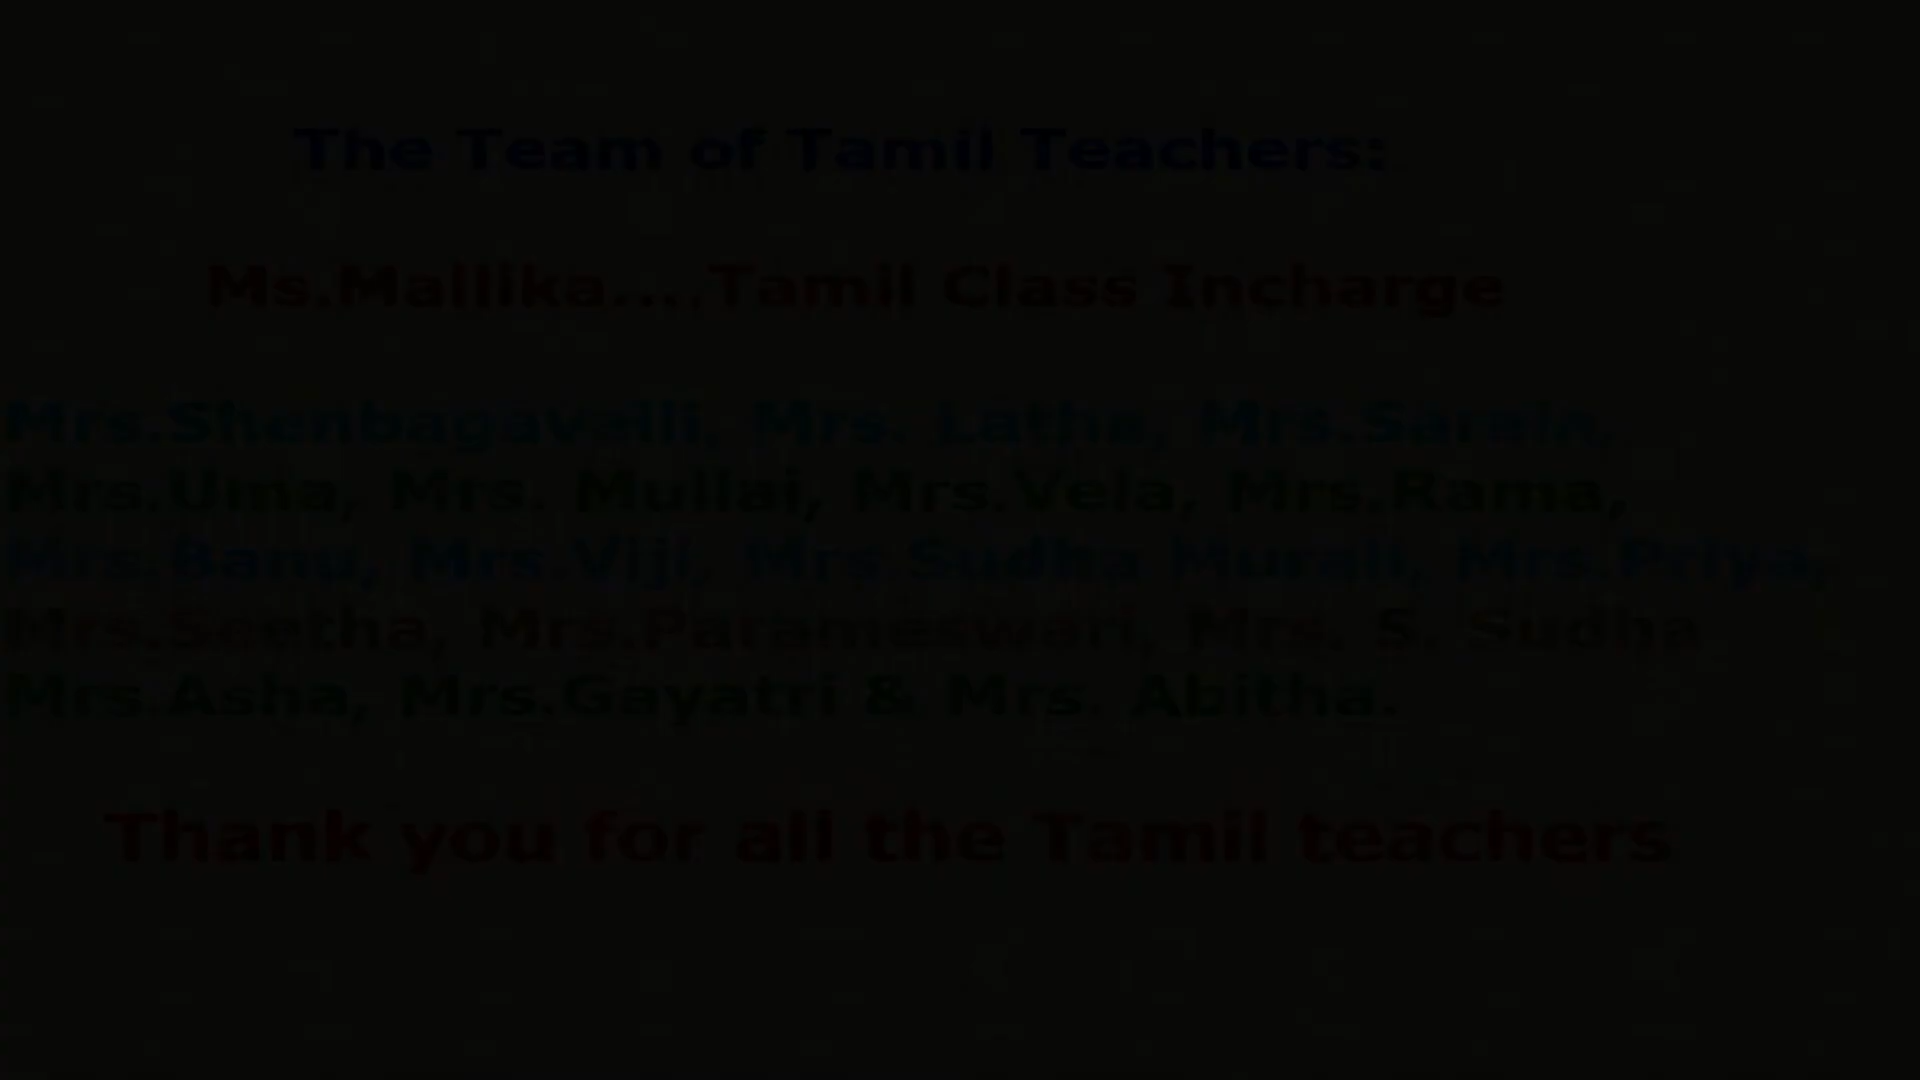 The Team of Tamil Teachers:
Ms.Mallika....Tamil Class Incharge
Mrs.Shenbagavalli, Mrs. Latha, Mrs.Sarala,
Mrs.Uma, Mrs. Mullai, Mrs.Vela, Mrs.Rama,
Mrs.Banu, Mrs.Viji, Mrs.Sudha Murali, Mrs.Priya,
Mrs.Seetha, Mrs.Parameswari, Mrs. S. Sudha
Mrs.Asha, Mrs.Gayatri & Mrs. Abitha.
Thank you for all the Tamil teachers